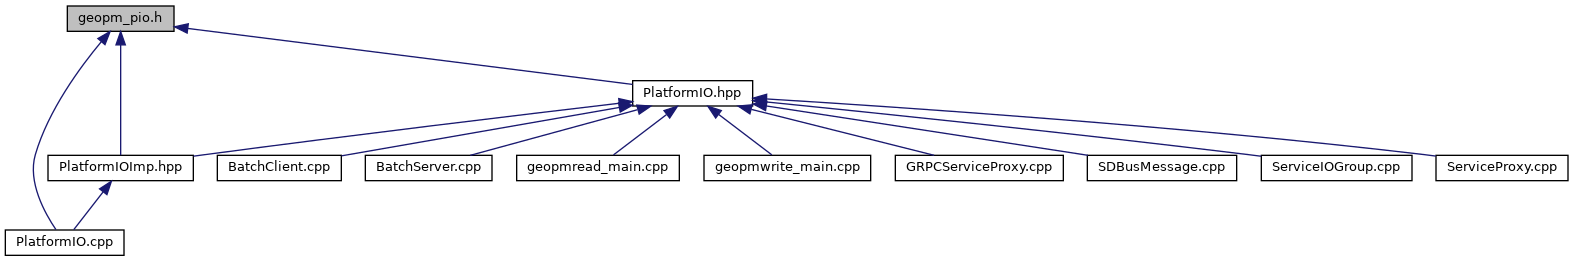 geopm_pio.h
PlatformIO.hpp
PlatformIOImp.hpp
BatchClient.cpp
BatchServer.cpp
geopmread_main.cpp
geopmwrite_main.cpp
GRPCServiceProxy.cpp
SDBusMessage.cpp
ServiceIOGroup.cpp
ServiceProxy.cpp
PlatformIO.cpp